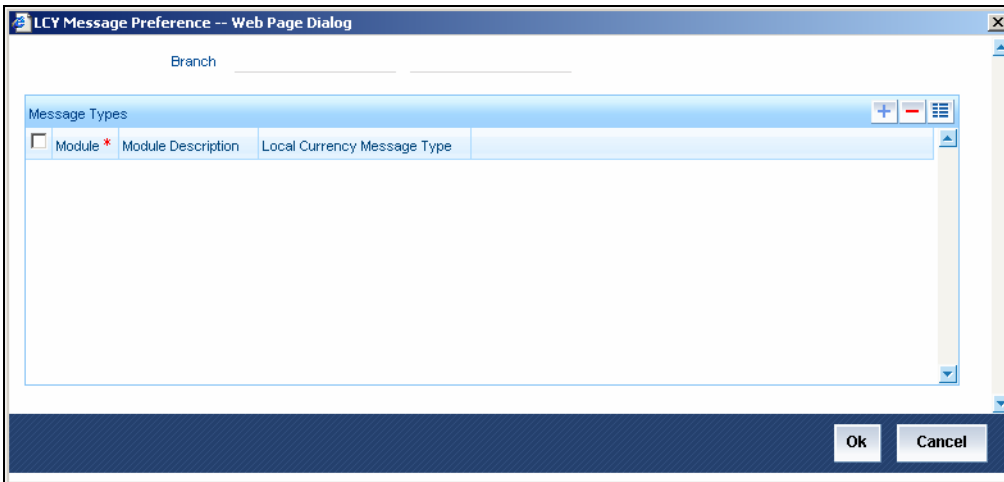 LCY Message Preference -- Web Page Dialog
Branch
Message Types
Module * Module Description Local Currency Message Type
Ok Cancel